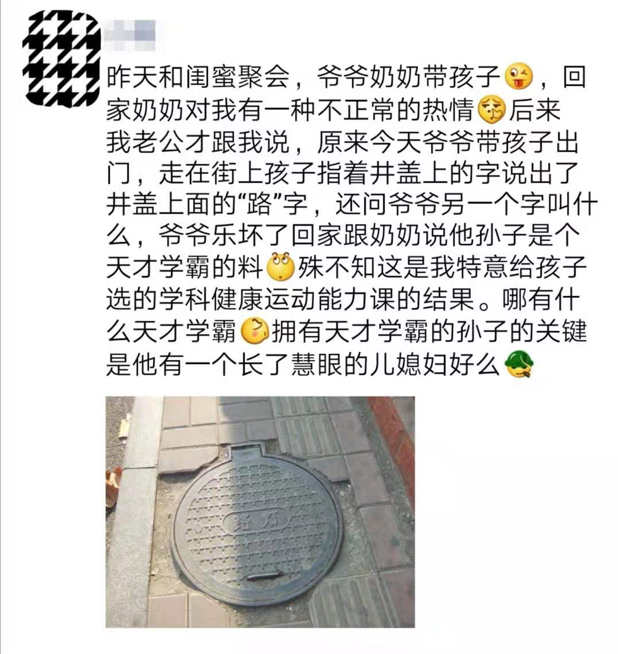 昨天和闺蜜聚会，爷爷奶奶带孩子，回
家奶奶对我有一种不正常的热情后来
我老公才跟我说，原来今天爷爷带孩子出
门，走在街上孩子指着井盖上的字说出了
井盖上面的“路”字，还问爷爷另一个字叫什
么，爷爷乐坏了回家跟奶奶说他孙子是个
天才学霸的料殊不知这是我特意给孩子
选的学科健康运动能力课的结果。哪有什
么天才学霸拥有天才学霸的孙子的关键
是他有一个长了慧眼的儿媳妇好么